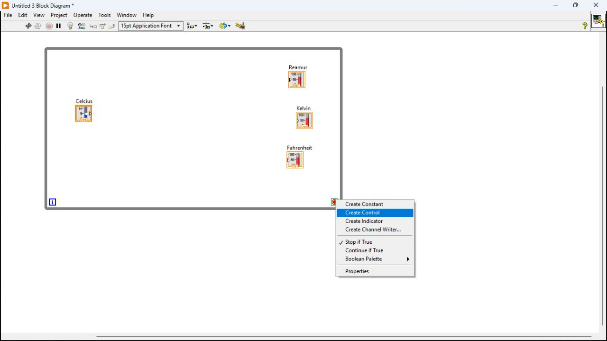 Untitled 3 Block Diagram *
File Edit View Project Operate Tools Window Help
15pt Application Font
Reamur
Celcius
Kelvin
Fahrenheit
i
Create Constant
Create Control
Create Indicator
Create Channel Writer...
Stop if True
Continue if True
Boolean Palette
Properties